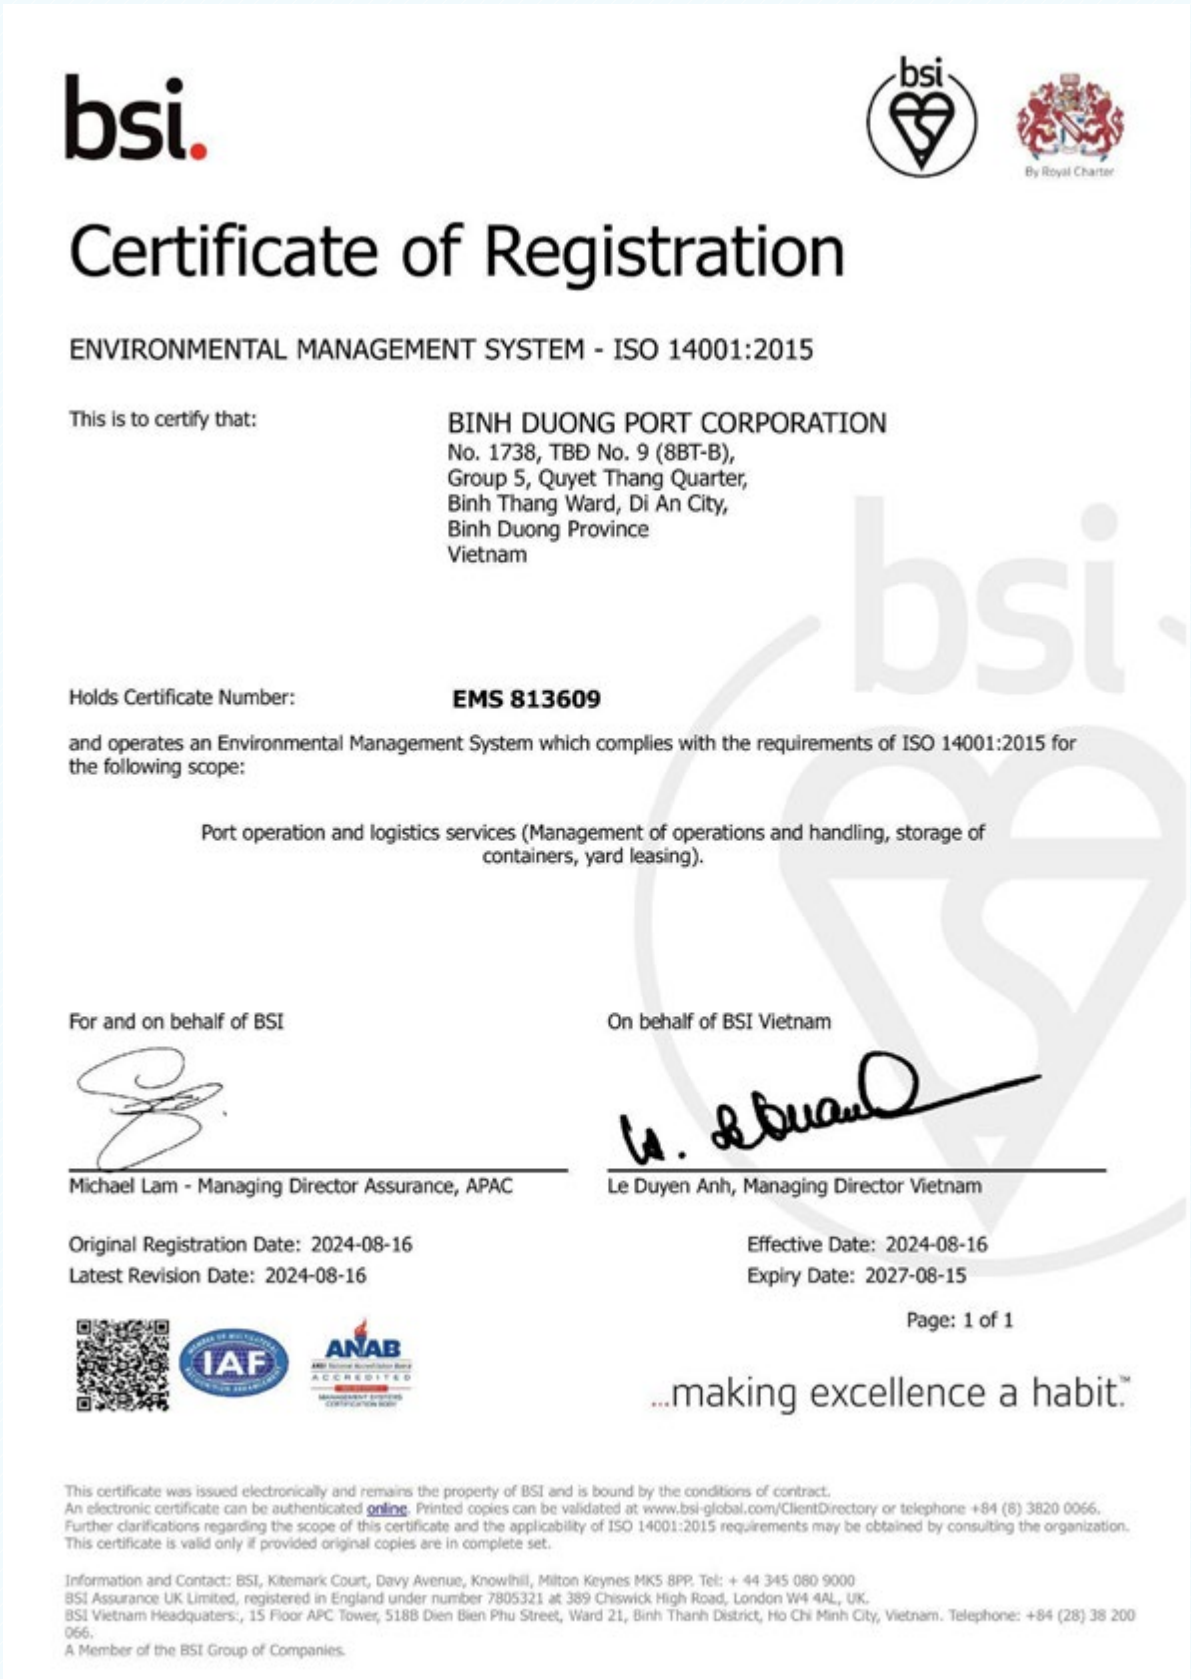 bsi.
bsi
By Royal Charter
Certificate of Registration
ENVIRONMENTAL MANAGEMENT SYSTEM - ISO 14001:2015
This is to certify that:
BINH DUONG PORT CORPORATION
No. 1738, TBĐ No. 9 (8BT-B),
Group 5, Quyet Thang Quarter,
Binh Thang Ward, Di An City,
Binh Duong Province
Vietnam
bsi
Holds Certificate Number:
EMS 813609
and operates an Environmental Management System which complies with the requirements of ISO 14001:2015 for
the following scope:
Port operation and logistics services (Management of operations and handling, storage of
containers, yard leasing).
For and on behalf of BSI
On behalf of BSI Vietnam
Michael Lam - Managing Director Assurance, APAC
Le Duyen Anh, Managing Director Vietnam
Original Registration Date: 2024-08-16
Effective Date: 2024-08-16
Latest Revision Date: 2024-08-16
Expiry Date: 2027-08-15
Page: 1 of 1
MEMBER OF MULTILATERAL
IAF
RECOGNITION ARRANGEMENT
ANAB
ANSI National Accreditation Board
ACCREDITED
MANAGEMENT SYSTEMS
CERTIFICATION BODY
...making excellence a habit.™
This certificate was issued electronically and remains the property of BSI and is bound by the conditions of contract.
An electronic certificate can be authenticated online. Printed copies can be validated at www.bsi-global.com/ClientDirectory or telephone +84 (8) 3820 0066.
Further clarifications regarding the scope of this certificate and the applicability of ISO 14001:2015 requirements may be obtained by consulting the organization.
This certificate is valid only if provided original copies are in complete set.
Information and Contact: BSI, Kitemark Court, Davy Avenue, Knowlhill, Milton Keynes MK5 8PP. Tel: + 44 345 080 9000
BSI Assurance UK Limited, registered in England under number 7805321 at 389 Chiswick High Road, London W4 4AL, UK.
BSI Vietnam Headquaters:, 15 Floor APC Tower, 518B Dien Bien Phu Street, Ward 21, Binh Thanh District, Ho Chi Minh City, Vietnam. Telephone: +84 (28) 38 200
066.
A Member of the BSI Group of Companies.